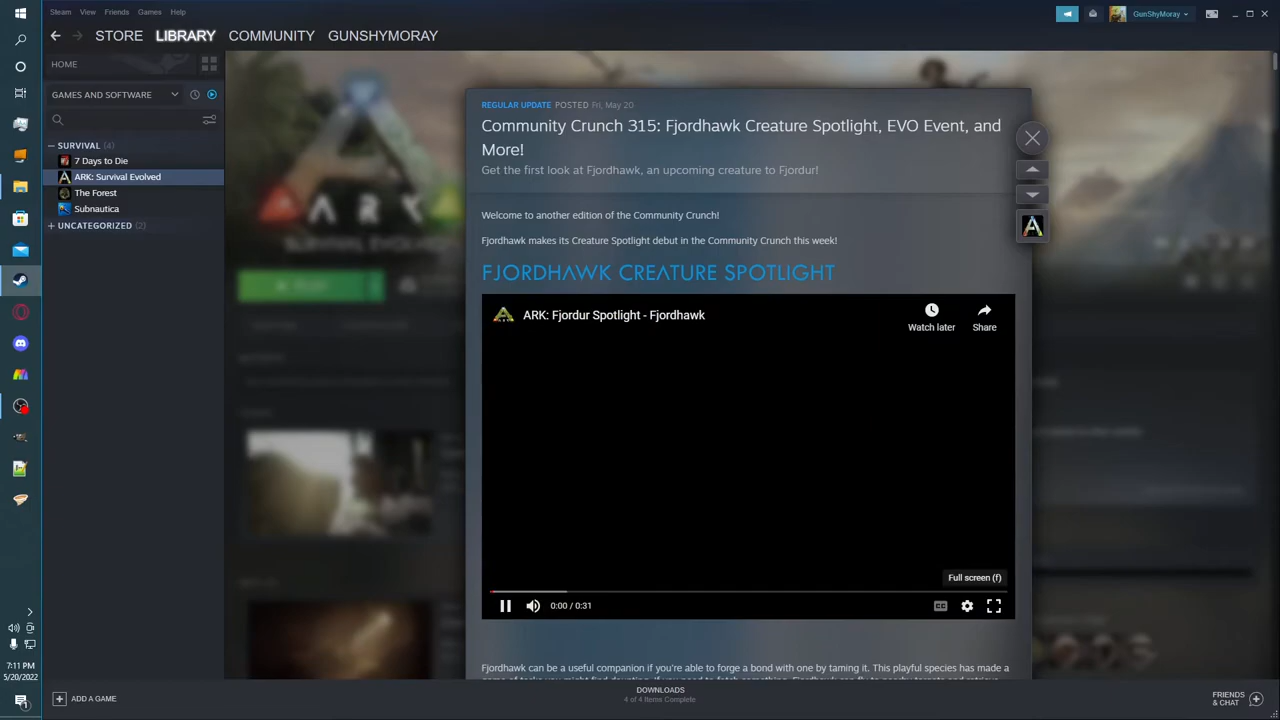 Steam View Friends Games Help
GunShyMoray
STORE LIBRARY COMMUNITY GUNSHYMORAY
HOME
GAMES AND SOFTWARE
SURVIVAL (4)
7 Days to Die
ARK: Survival Evolved
The Forest
Subnautica
UNCATEGORIZED (2)
ARK
SURVIVAL EVOLVED
REGULAR UPDATE POSTED Fri, May 20
Community Crunch 315: Fjordhawk Creature Spotlight, EVO Event, and
More!
Get the first look at Fjordhawk, an upcoming creature to Fjordur!
Welcome to another edition of the Community Crunch!
Fjordhawk makes its Creature Spotlight debut in the Community Crunch this week!
FJORDHAWK CREATURE SPOTLIGHT
ARK: Fjordur Spotlight - Fjordhawk
Watch later Share
Full screen (f)
0:00 / 0:31
CC
Fjordhawk can be a useful companion if you're able to forge a bond with one by taming it. This playful species has made a
7:11 PM
5/20/2022
ADD A GAME
DOWNLOADS
4 of 4 Items Complete
FRIENDS
& CHAT